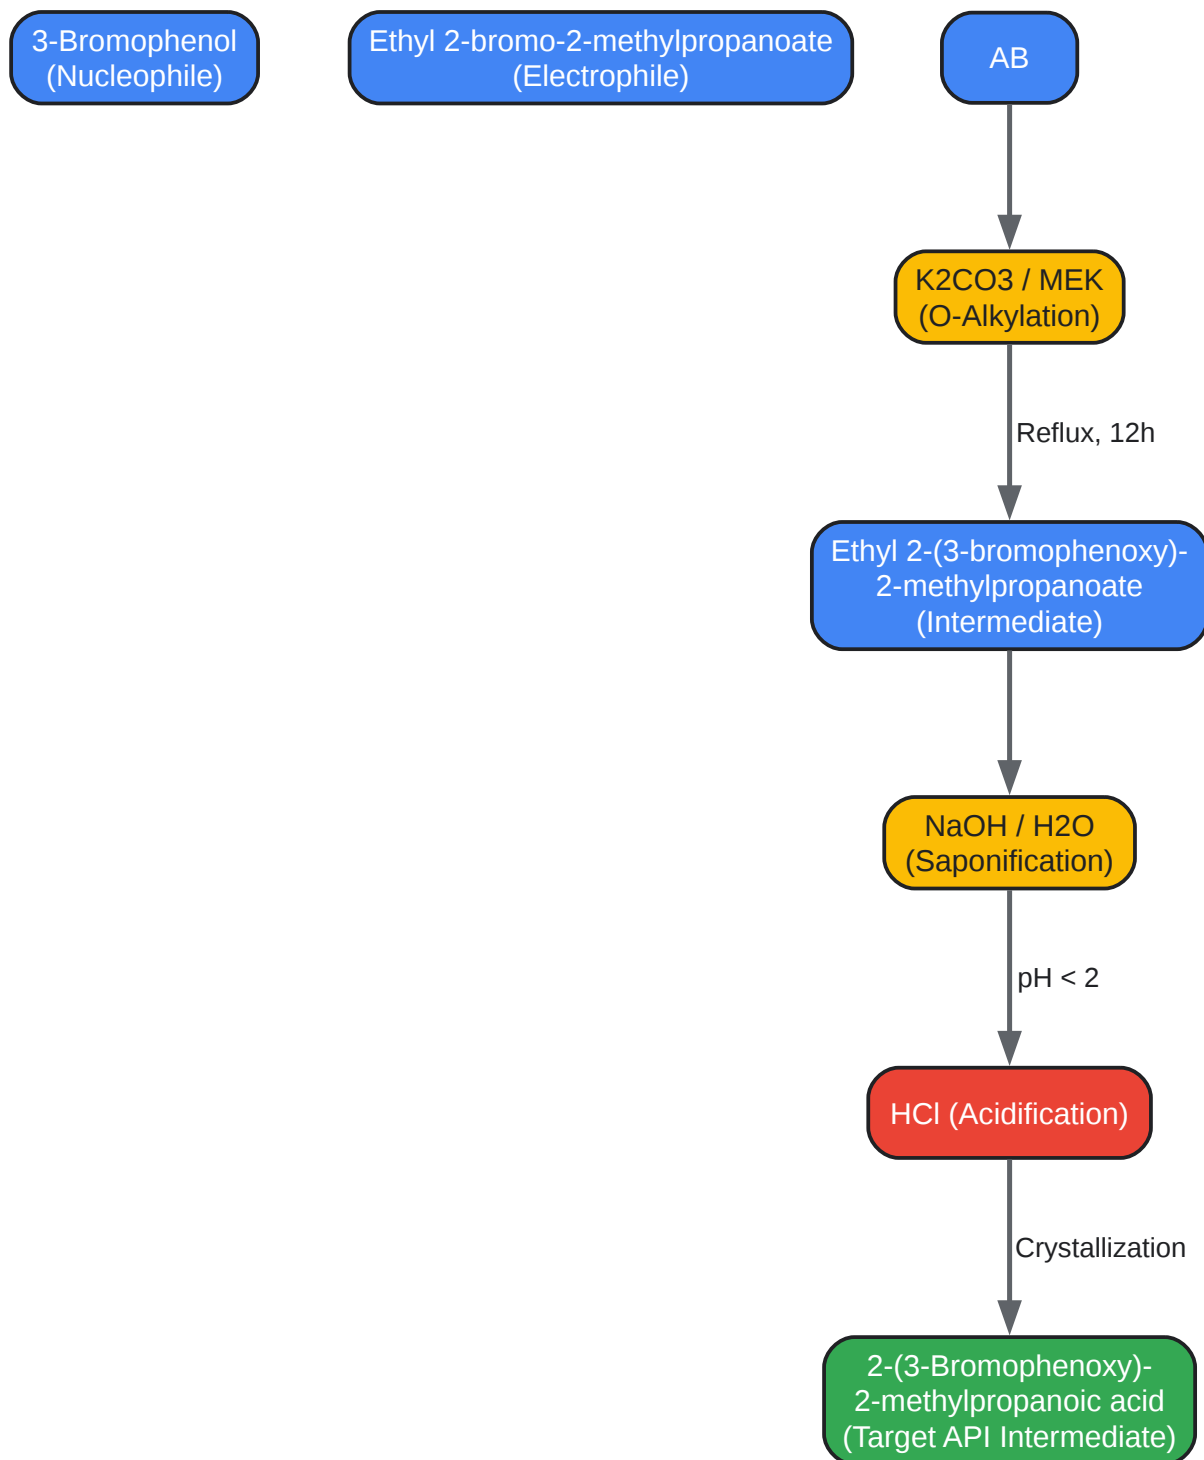 3-Bromophenol
(Nucleophile)
Ethyl 2-bromo-2-methylpropanoate
(Electrophile)
AB
K2CO3 / MEK
(O-Alkylation)
Reflux, 12h
Ethyl 2-(3-bromophenoxy)-
2-methylpropanoate
(Intermediate)
NaOH / H2O
(Saponification)
pH < 2
HCl (Acidification)
Crystallization
2-(3-Bromophenoxy)-
2-methylpropanoic acid
(Target API Intermediate)